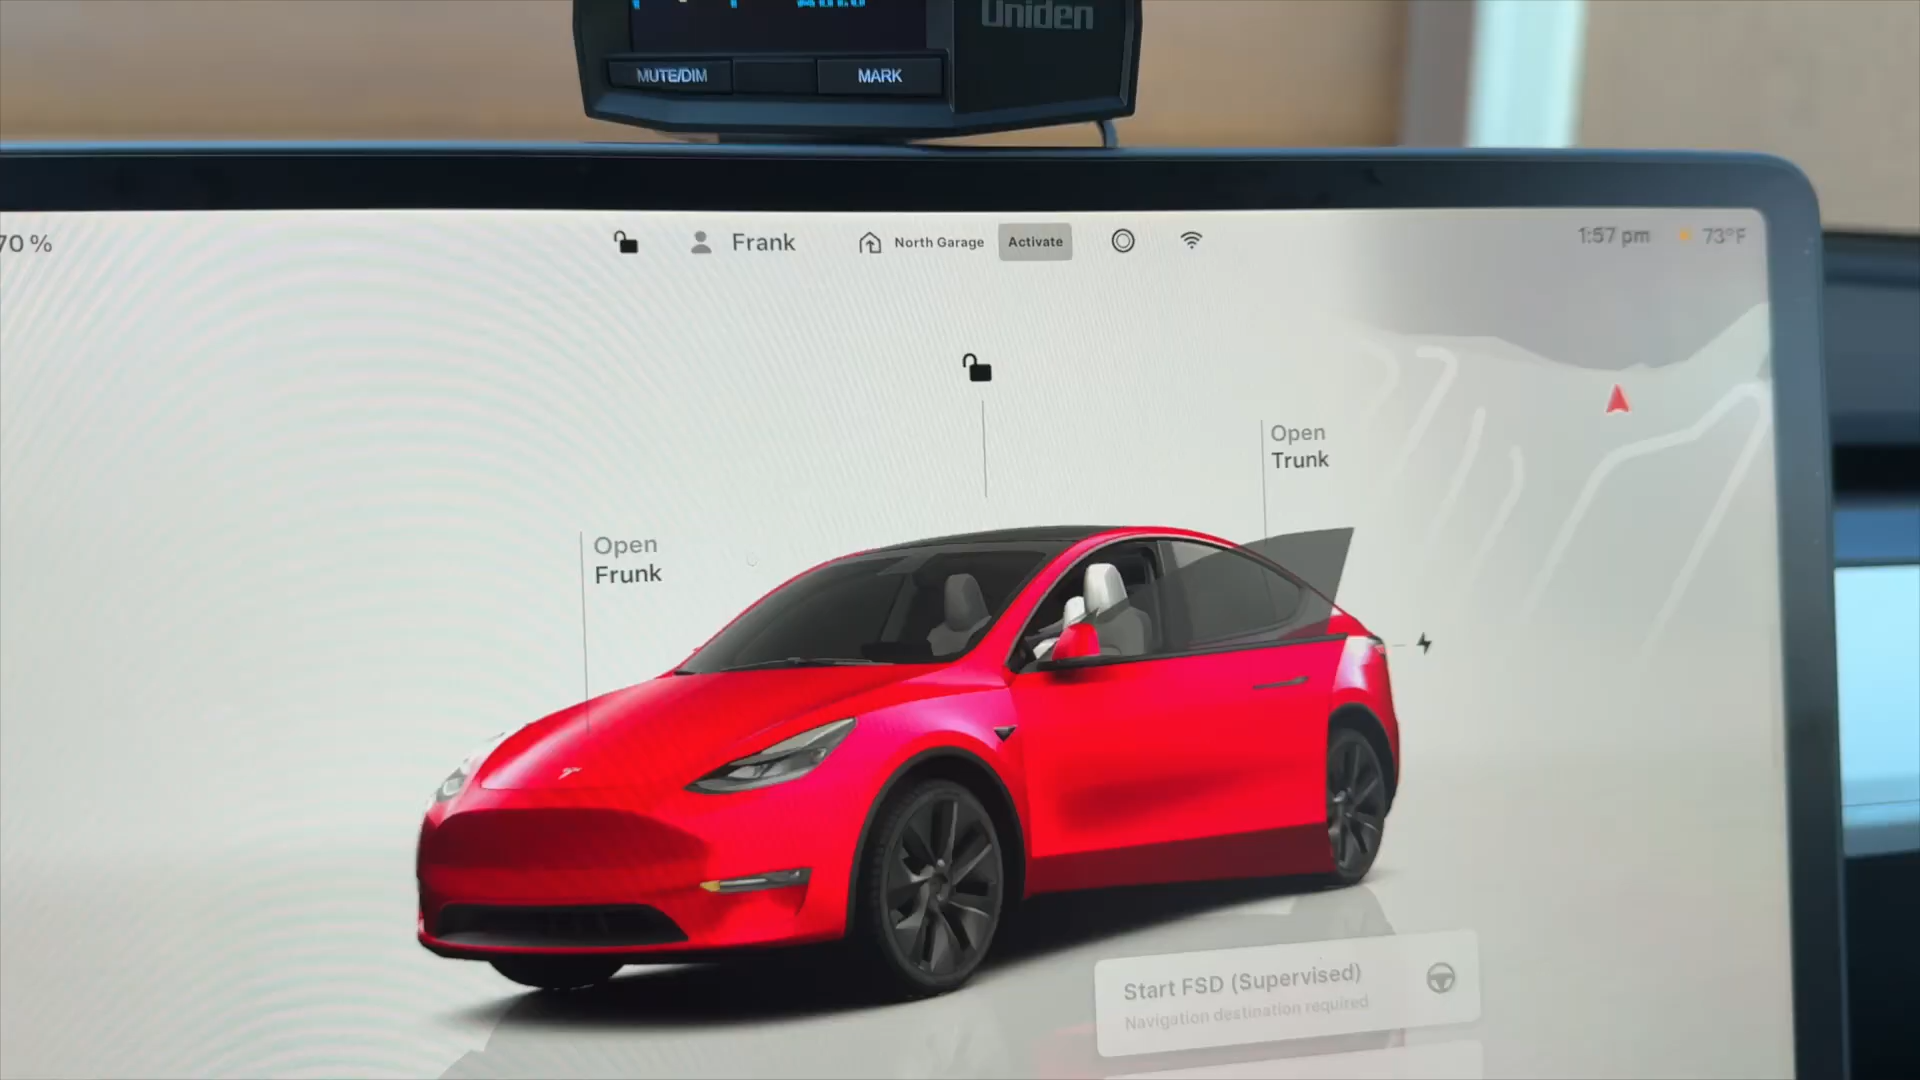 Uniden
MUTE/DIM MARK
70 % Frank North Garage Activate 1:57 pm 73°F
Open
Trunk
Open
Frunk
Start FSD (Supervised)
Navigation destination required